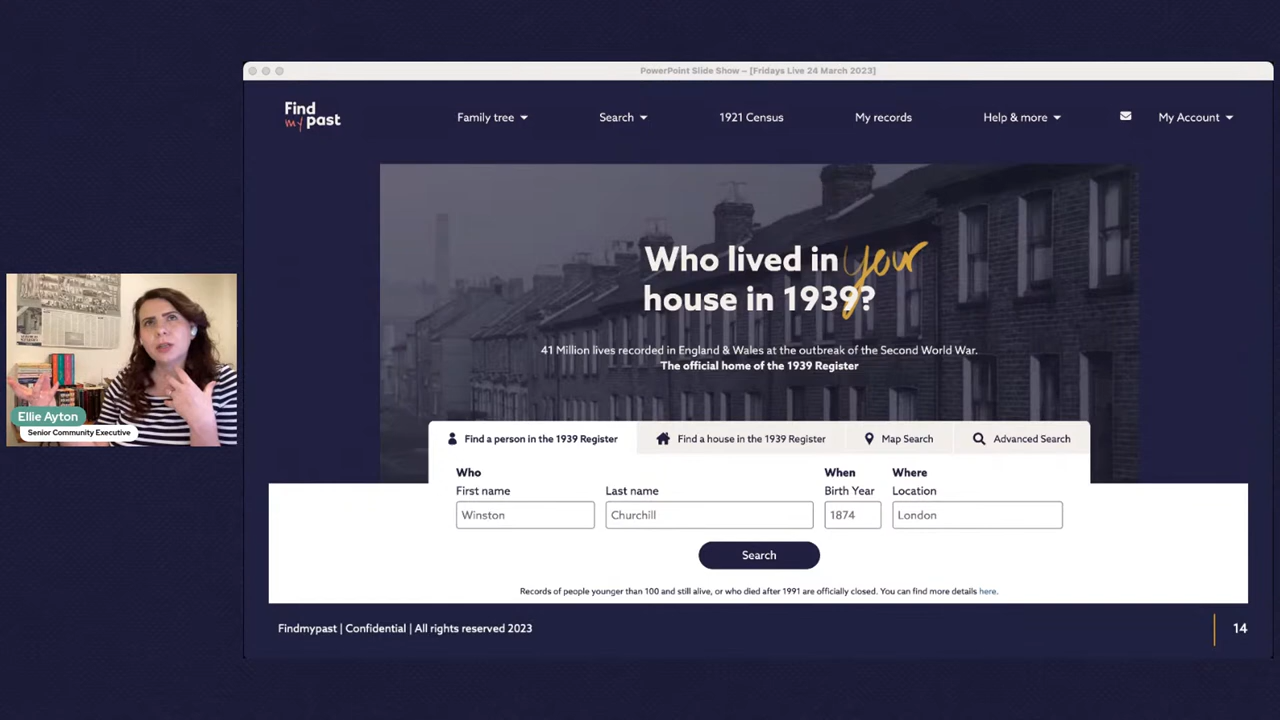 PowerPoint Slide Show – [Fridays Live 24 March 2023]
Find
my past
Family tree
Search
1921 Census
My records
Help & more
My Account
Who lived in your
house in 1939?
41 Million lives recorded in England & Wales at the outbreak of the Second World War.
The official home of the 1939 Register
Find a person in the 1939 Register
Find a house in the 1939 Register
Map Search
Advanced Search
Who
When
Where
First name
Last name
Birth Year
Location
Winston
Churchill
1874
London
Search
Records of people younger than 100 and still alive, or who died after 1991 are officially closed. You can find more details here.
Findmypast | Confidential | All rights reserved 2023
14
Ellie Ayton
Senior Community Executive